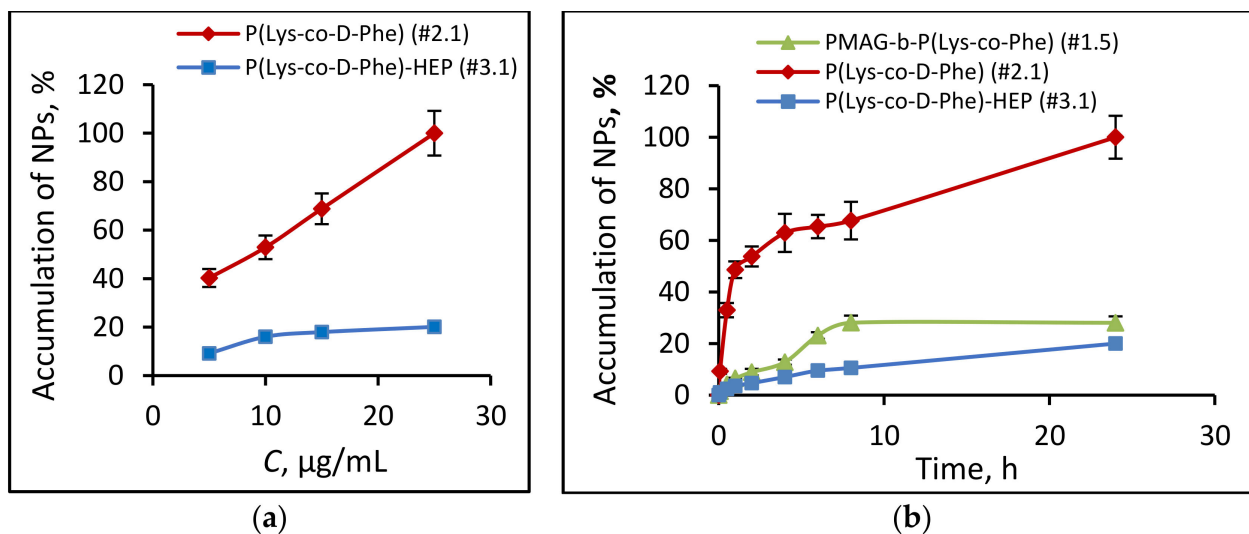 P(Lys-co-D-Phe) (#2.1)
P(Lys-co-D-Phe)-HEP (#3.1)
Accumulation of NPs, %
120
100
80
60
40
20
0
0 10 20 30
C, µg/mL
(a)
PMAG-b-P(Lys-co-Phe) (#1.5)
P(Lys-co-D-Phe) (#2.1)
P(Lys-co-D-Phe)-HEP (#3.1)
Accumulation of NPs, %
120
100
80
60
40
20
0
0 10 20 30
Time, h
(b)